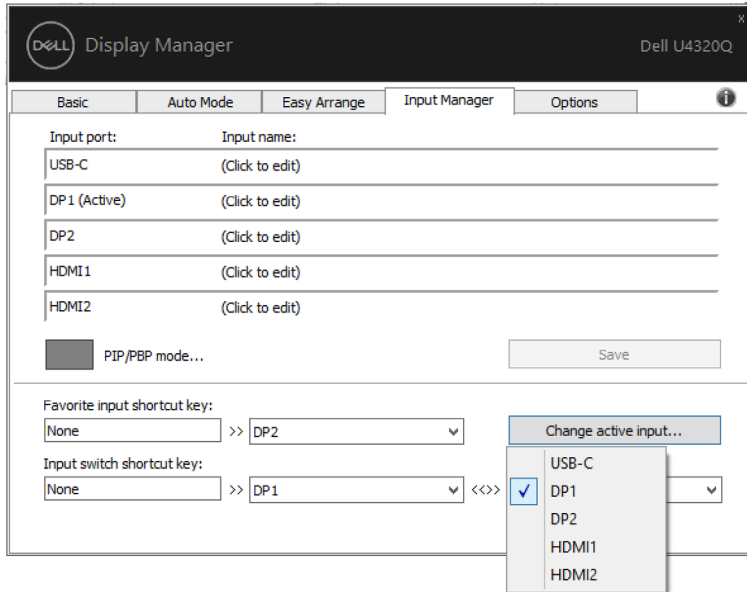 x
DELL Display Manager Dell U4320Q
Basic Auto Mode Easy Arrange Input Manager Options i
Input port: Input name:
USB-C (Click to edit)
DP1 (Active) (Click to edit)
DP2 (Click to edit)
HDMI1 (Click to edit)
HDMI2 (Click to edit)
PIP/PBP mode... Save
Favorite input shortcut key:
None >> DP2 Change active input...
Input switch shortcut key:
None >> DP1 <<>>
USB-C
DP1
DP2
HDMI1
HDMI2